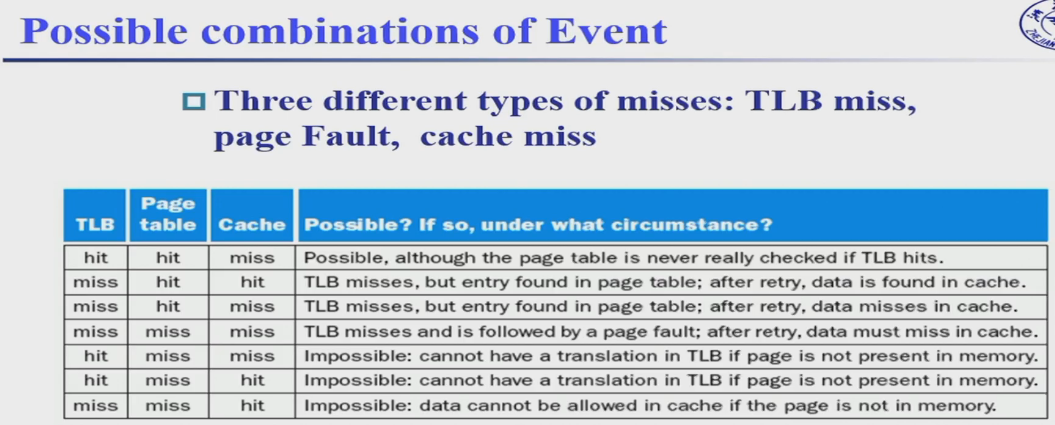 Possible combinations of Event
Three different types of misses: TLB miss,
page Fault, cache miss
TLB Page table Cache Possible? If so, under what circumstance?
hit hit miss Possible, although the page table is never really checked if TLB hits.
miss hit hit TLB misses, but entry found in page table; after retry, data is found in cache.
miss hit miss TLB misses, but entry found in page table; after retry, data misses in cache.
miss miss miss TLB misses and is followed by a page fault; after retry, data must miss in cache.
hit miss miss Impossible: cannot have a translation in TLB if page is not present in memory.
hit miss hit Impossible: cannot have a translation in TLB if page is not present in memory.
miss miss hit Impossible: data cannot be allowed in cache if the page is not in memory.